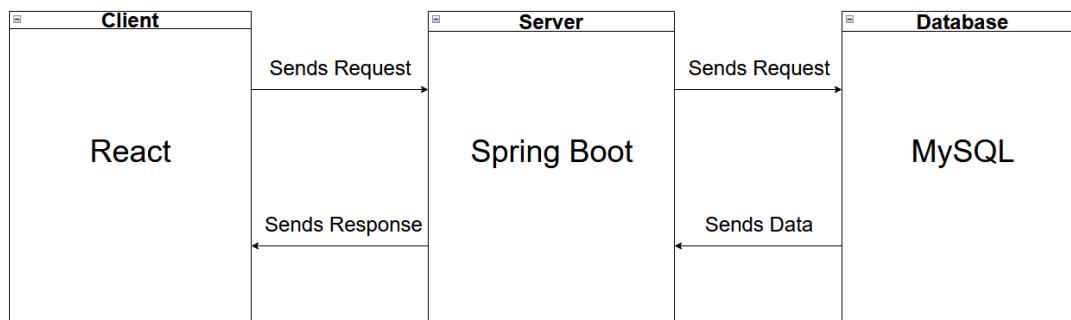 Client
Server
Database
Sends Request
Sends Request
React
Spring Boot
MySQL
Sends Response
Sends Data